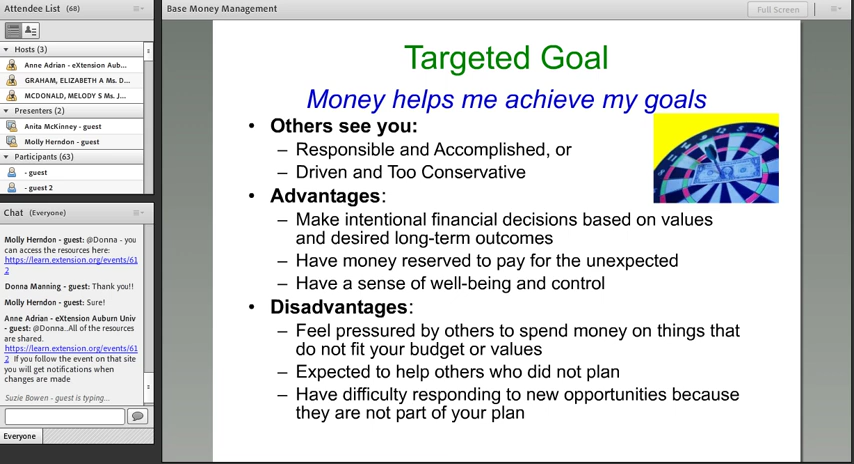 Attendee List (68)
Hosts (3)
Anne Adrian - eXtension Aub...
GRAHAM, ELIZABETH A Ms. D...
MCDONALD, MELODY S Ms. J...
Presenters (2)
Anita McKinney - guest
Molly Herndon - guest
Participants (63)
- guest
- guest 2
Chat (Everyone)
Molly Herndon - guest: @Donna - you
can access the resources here:
https://learn.extension.org/events/61
2
Donna Manning - guest: Thank you!!
Molly Herndon - guest: Sure!
Anne Adrian - eXtension Auburn Univ
- guest: @Donna..All of the resources
are shared.
https://learn.extension.org/events/61
2 If you follow the event on that site
you will get notifications when
changes are made
Suzie Bowen - guest is typing...
Everyone
Base Money Management
Full Screen
Targeted Goal
Money helps me achieve my goals
• Others see you:
– Responsible and Accomplished, or
– Driven and Too Conservative
• Advantages:
– Make intentional financial decisions based on values
and desired long-term outcomes
– Have money reserved to pay for the unexpected
– Have a sense of well-being and control
• Disadvantages:
– Feel pressured by others to spend money on things that
do not fit your budget or values
– Expected to help others who did not plan
– Have difficulty responding to new opportunities because
they are not part of your plan